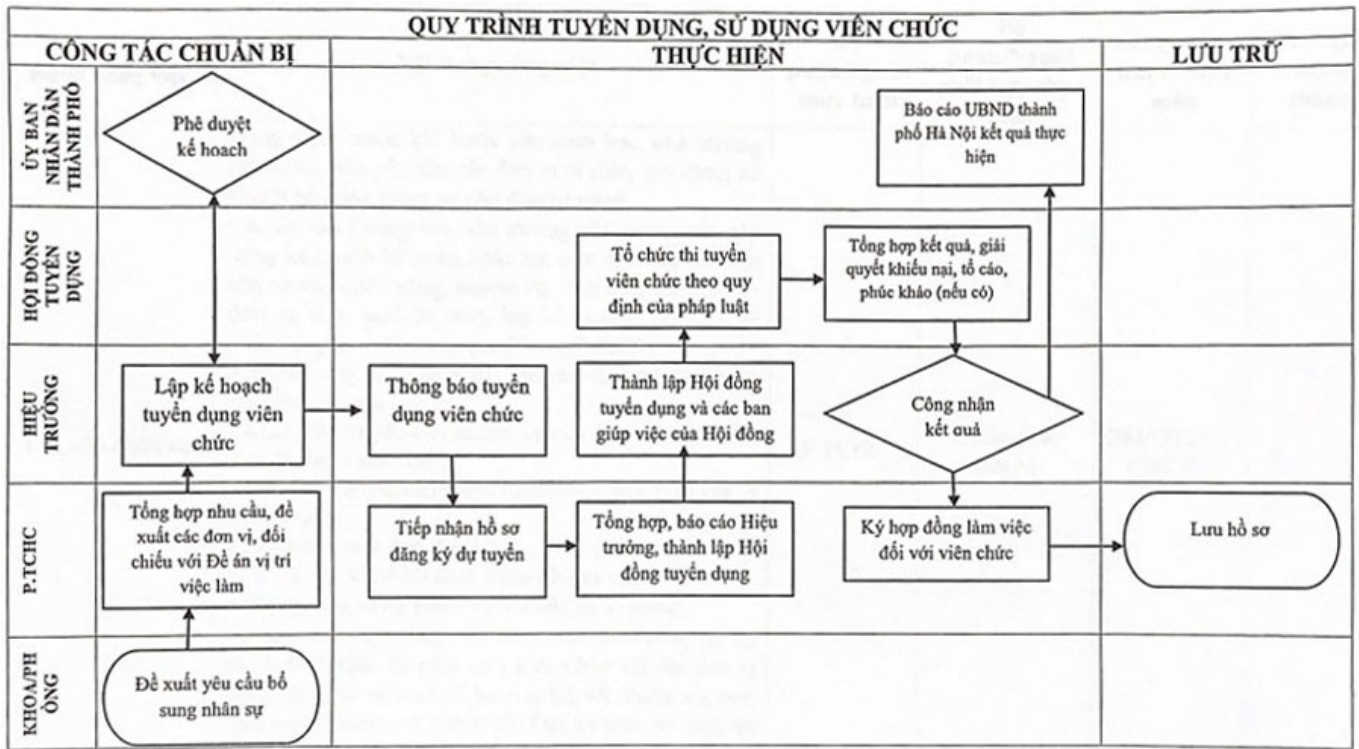 QUY TRÌNH TUYỂN DỤNG, SỬ DỤNG VIÊN CHỨC
CÔNG TÁC CHUẨN BỊ
THỰC HIỆN
LƯU TRỮ
ỦY BAN
NHÂN DÂN
THÀNH PHỐ
Phê duyệt
kế hoach
Báo cáo UBND thành
phố Hà Nội kết quả thực
hiện
HỘI ĐỒNG
TUYỂN
DỤNG
Tổ chức thi tuyển
viên chức theo quy
định của pháp luật
Tổng hợp kết quả, giải
quyết khiếu nại, tố cáo,
phúc khảo (nếu có)
HIỆU
TRƯỞNG
Lập kế hoạch
tuyển dụng viên
chức
Thông báo tuyển
dụng viên chức
Thành lập Hội đồng
tuyển dụng và các ban
giúp việc của Hội đồng
Công nhận
kết quả
P.TCHC
Tổng hợp nhu cầu, đề
xuất các đơn vị, đối
chiếu với Đề án vị trí
việc làm
Tiếp nhận hồ sơ
đăng ký dự tuyển
Tổng hợp, báo cáo Hiệu
trưởng, thành lập Hội
đồng tuyển dụng
Ký hợp đồng làm việc
đối với viên chức
Lưu hồ sơ
KHOA/PH
ÒNG
Đề xuất yêu cầu bổ
sung nhân sự